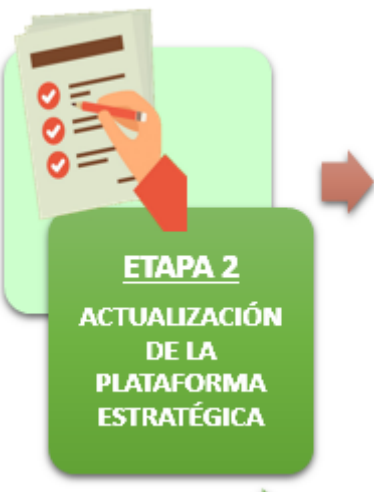 ETAPA 2
ACTUALIZACIÓN
DE LA
PLATAFORMA
ESTRATÉGICA